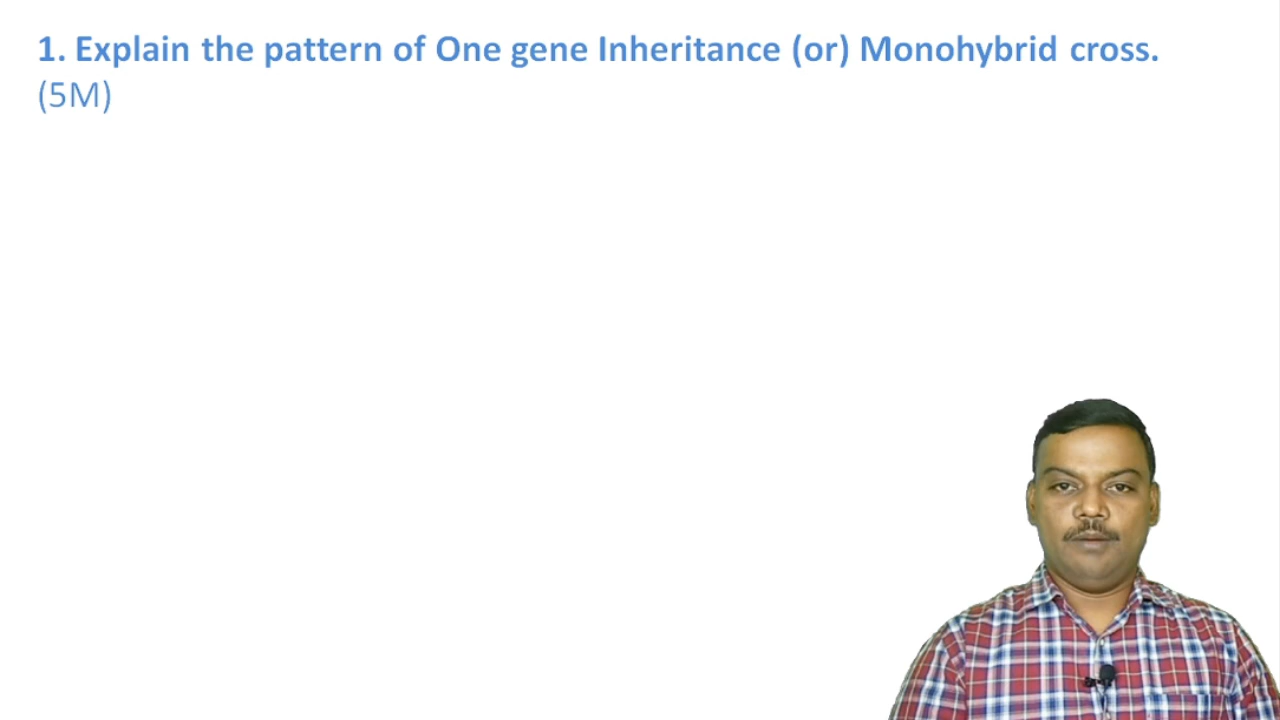 1. Explain the pattern of One gene Inheritance (or) Monohybrid cross.
(5M)